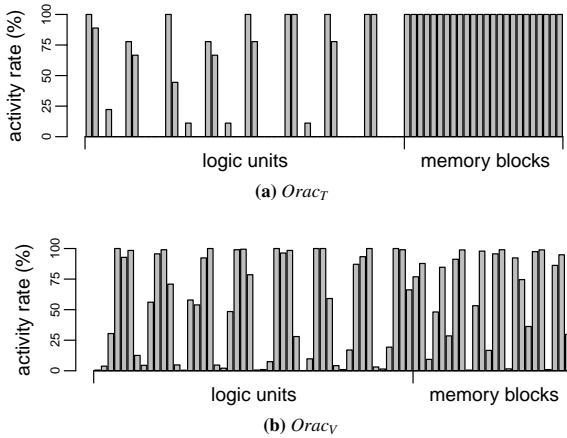 activity rate (%)
100
75
50
25
0
logic units
memory blocks
(a) Orac_T
activity rate (%)
100
75
50
25
0
logic units
memory blocks
(b) Orac_V